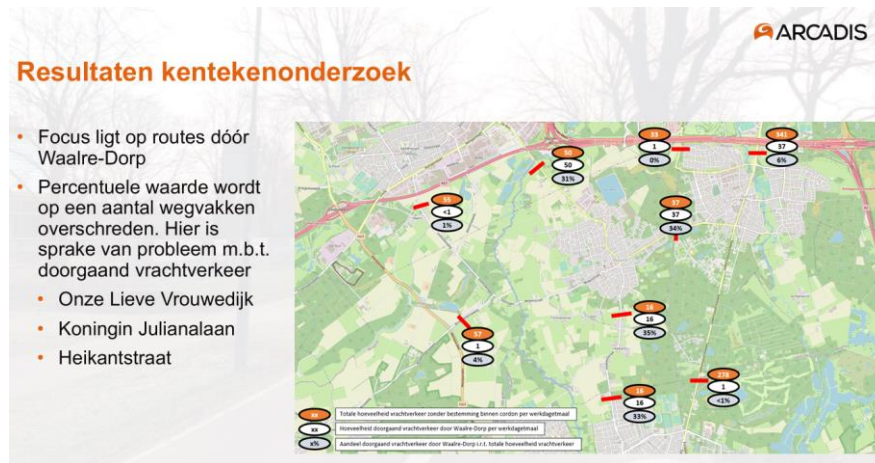 ARCADIS
Resultaten kentekenonderzoek
• Focus ligt op routes dóór
Waalre-Dorp
• Percentuele waarde wordt
op een aantal wegvakken
overschreden. Hier is
sprake van probleem m.b.t.
doorgaand vrachtverkeer
• Onze Lieve Vrouwedijk
• Koningin Julianalaan
• Heikantstraat
33
1
0%
341
37
6%
50
50
31%
55
<1
1%
37
37
34%
16
16
35%
57
1
4%
278
1
<1%
16
16
33%
xx Totale hoeveelheid vrachtverkeer zonder bestemming binnen cordon per werkdagetmaal
xx Hoeveelheid doorgaand vrachtverkeer door Waalre-Dorp per werkdagetmaal
x% Aandeel doorgaand vrachtverkeer door Waalre-Dorp i.r.t. totale hoeveelheid vrachtverkeer